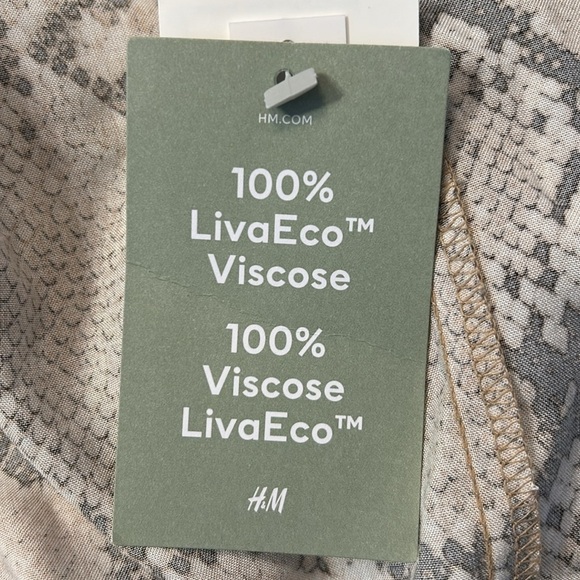 HM.COM
100%
LivaEco™
Viscose
100%
Viscose
LivaEco™
H&M